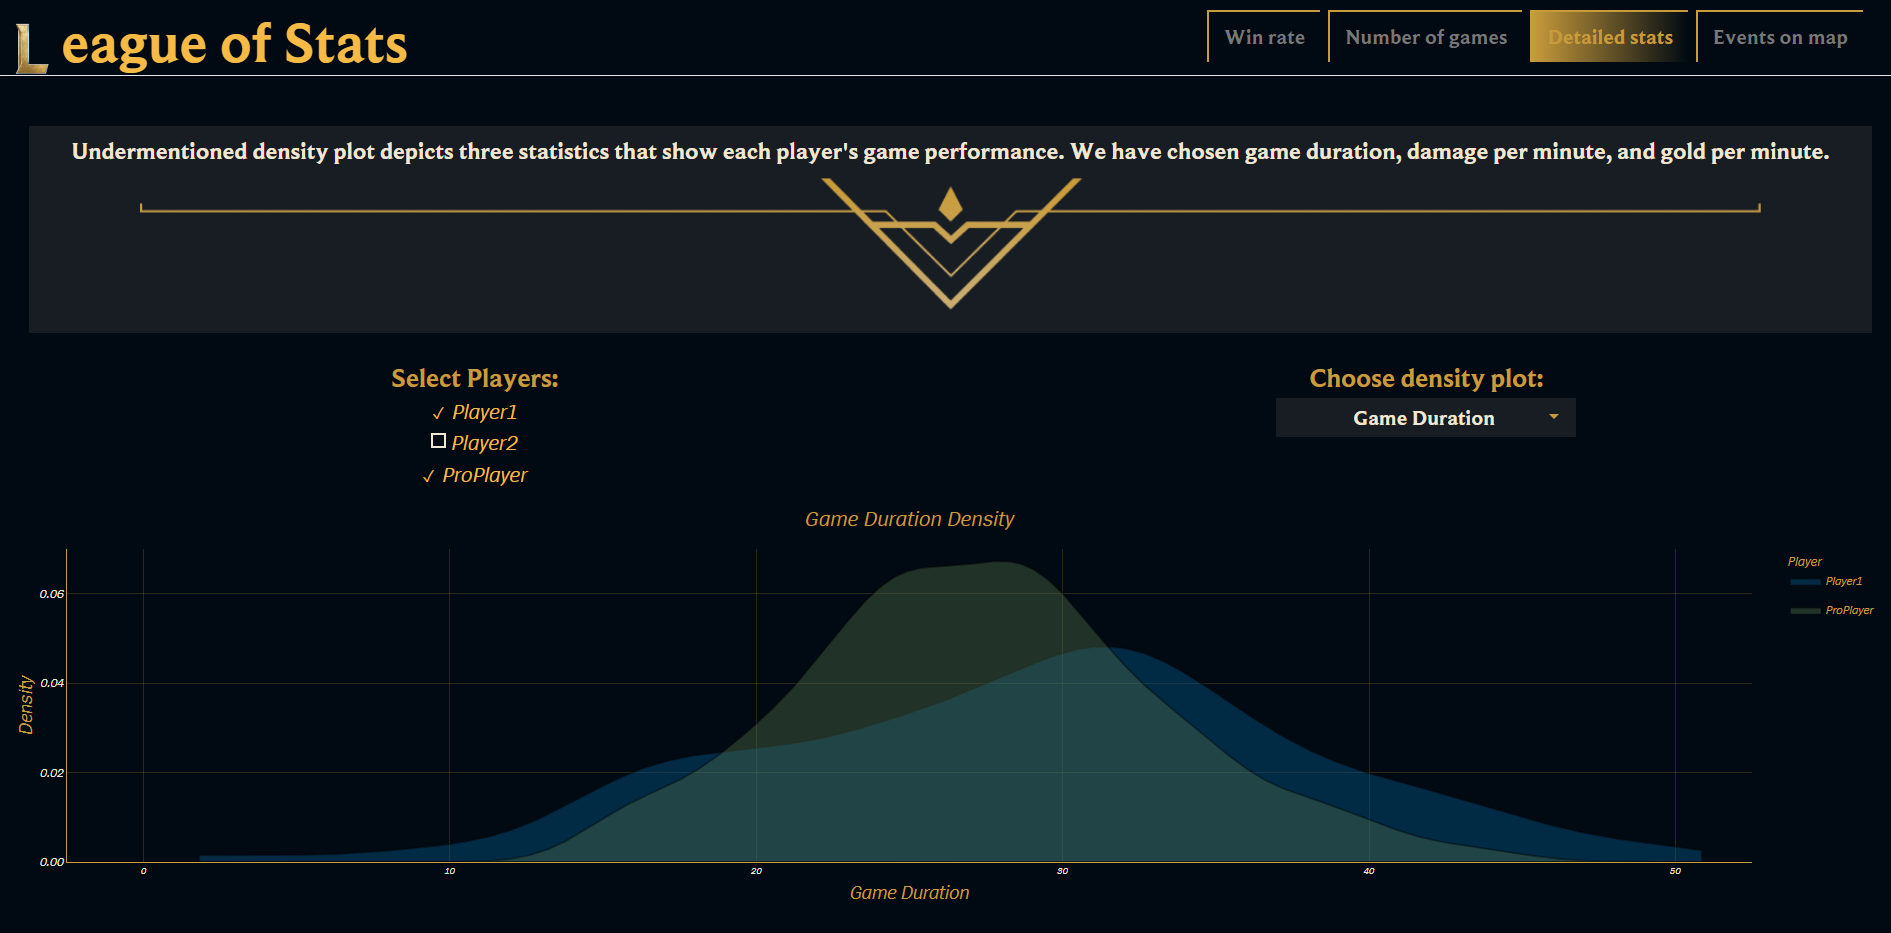 League of Stats
Win rate
Number of games
Detailed stats
Events on map
Undermentioned density plot depicts three statistics that show each player's game performance. We have chosen game duration, damage per minute, and gold per minute.
Select Players:
✓ Player1
Player2
✓ ProPlayer
Choose density plot:
Game Duration
Game Duration Density
Player
Player1
ProPlayer
Density
0.06
0.04
0.02
0.00
0 10 20 30 40 50
Game Duration